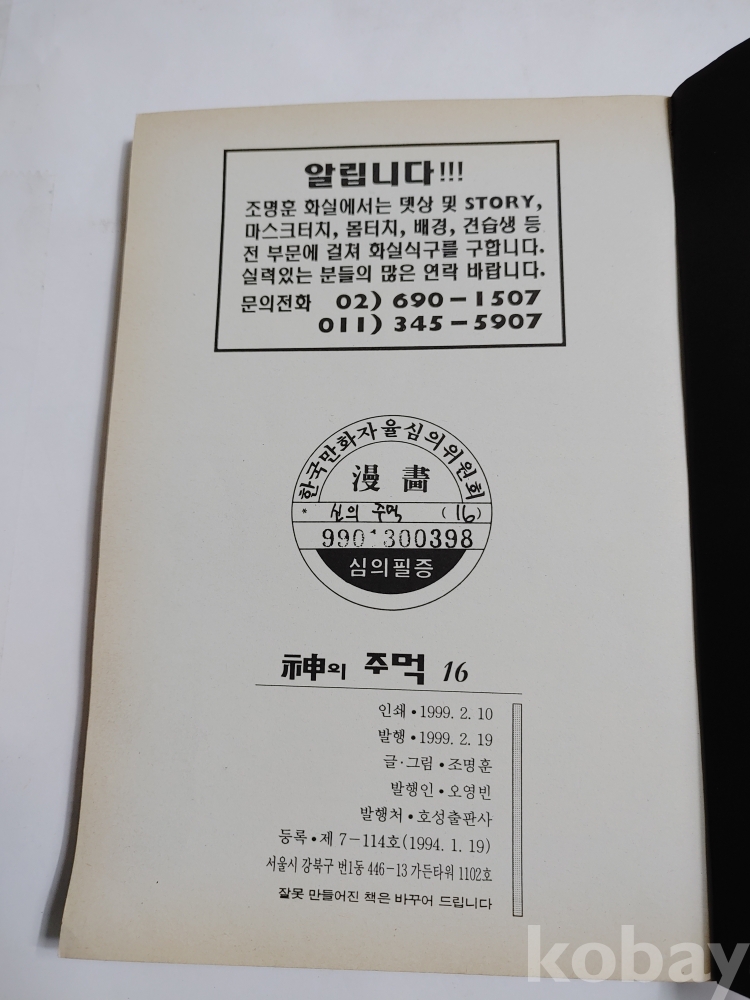 알립니다!!!
조명훈 화실에서는 뎃상 및 STORY,
마스크터치, 몸터치, 배경, 견습생 등
전 부문에 걸쳐 화실식구를 구합니다.
실력있는 분들의 많은 연락 바랍니다.
문의전화 02) 690-1507
011) 345-5907
한국만화자율심의위원회
漫畵
* 신의 주먹 (16)
9901300398
심의필증
神의 주먹 16
인쇄•1999. 2. 10
발행•1999. 2. 19
글·그림•조명훈
발행인•오영빈
발행처•호성출판사
등록•제 7-114호(1994. 1. 19)
서울시 강북구 번1동 446-13 가든타워 1102호
잘못 만들어진 책은 바꾸어 드립니다
kobay